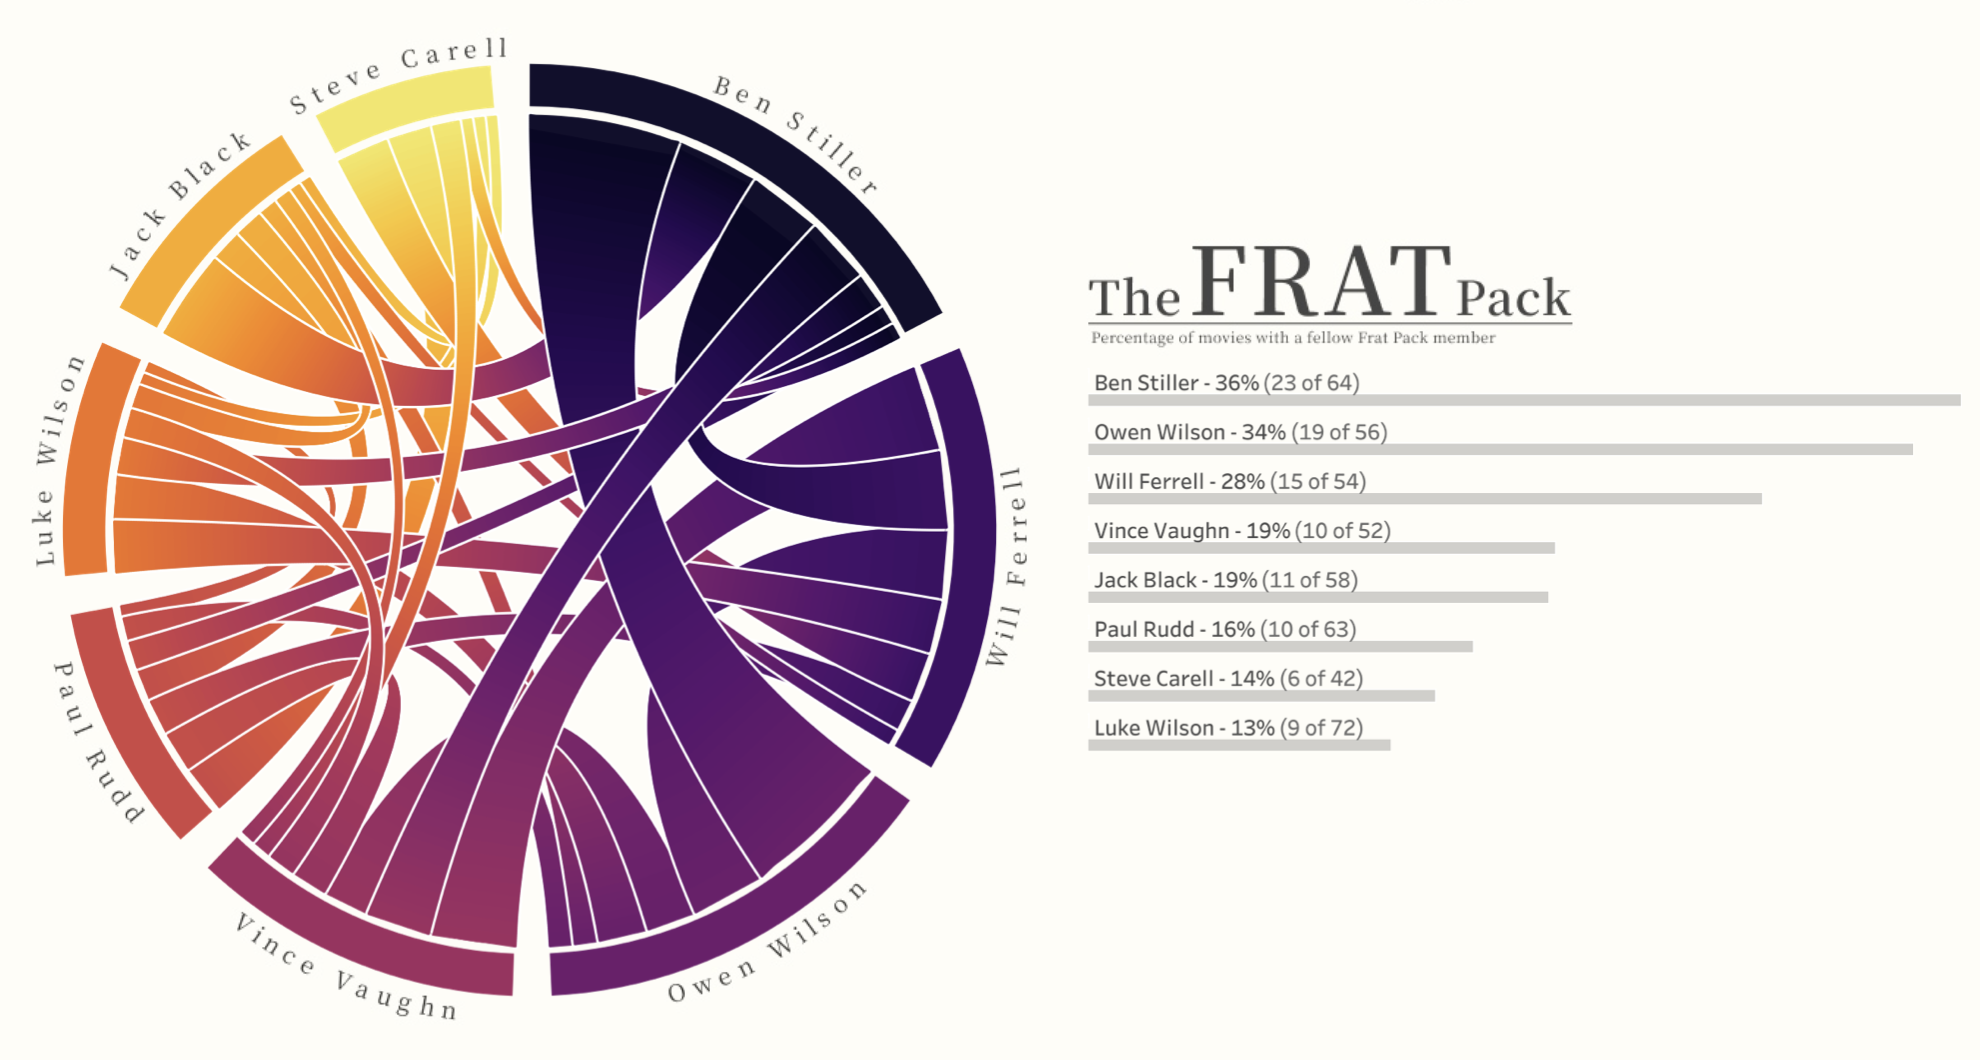 Steve Carell
Ben Stiller
Jack Black
Luke Wilson
Will Ferrell
Paul Rudd
Vince Vaughn
Owen Wilson
The FRAT Pack
Percentage of movies with a fellow Frat Pack member
Ben Stiller - 36% (23 of 64)
Owen Wilson - 34% (19 of 56)
Will Ferrell - 28% (15 of 54)
Vince Vaughn - 19% (10 of 52)
Jack Black - 19% (11 of 58)
Paul Rudd - 16% (10 of 63)
Steve Carell - 14% (6 of 42)
Luke Wilson - 13% (9 of 72)